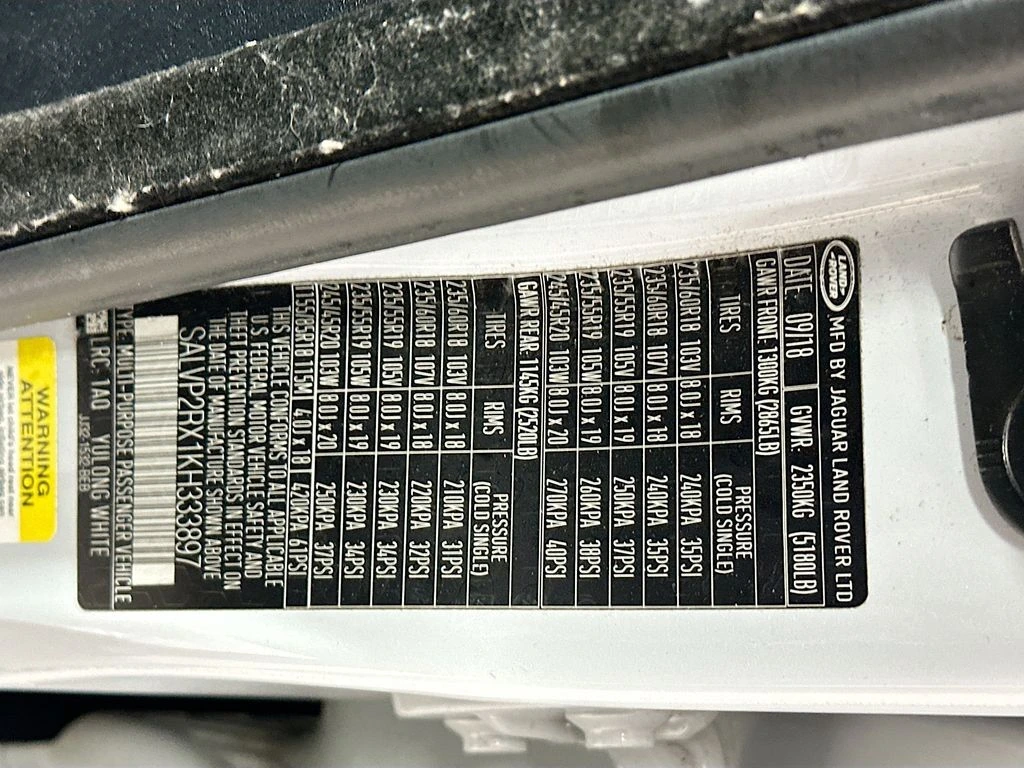 LAND
ROVER
MFD BY JAGUAR LAND ROVER LTD
DATE: 09/18 GVWR: 2350KG (5180LB)
GAWR FRONT: 1300KG (2865LB)
TIRES RIMS PRESSURE
(COLD SINGLE)
235/60R18 103V 8.0J x 18 240KPA 35PSI
235/60R18 107V 8.0J x 18 240KPA 35PSI
235/55R19 105V 8.0J x 19 250KPA 37PSI
235/55R19 105W 8.0J x 19 260KPA 38PSI
245/45R20 103W 8.0J x 20 270KPA 40PSI
GAWR REAR: 1145KG (2520LB)
TIRES RIMS PRESSURE
(COLD SINGLE)
225/60R18 103V 8.0J x 18 210KPA 31PSI
225/60R18 107V 8.0J x 18 220KPA 32PSI
235/55R19 105V 8.0J x 19 230KPA 34PSI
235/55R19 105W 8.0J x 19 230KPA 34PSI
245/45R20 103W 8.0J x 20 250KPA 37PSI
T155/85R18 115M 4.0J x 18 420KPA 61PSI
THIS VEHICLE CONFORMS TO ALL APPLICABLE
U.S. FEDERAL MOTOR VEHICLE SAFETY AND
THEFT PREVENTION STANDARDS IN EFFECT ON
THE DATE OF MANUFACTURE SHOWN ABOVE
SALVP2RX1KH333897
TYPE: MULTI-PURPOSE PASSENGER VEHICLE
LRC: 1AO YULONG WHITE
WARNING
ATTENTION